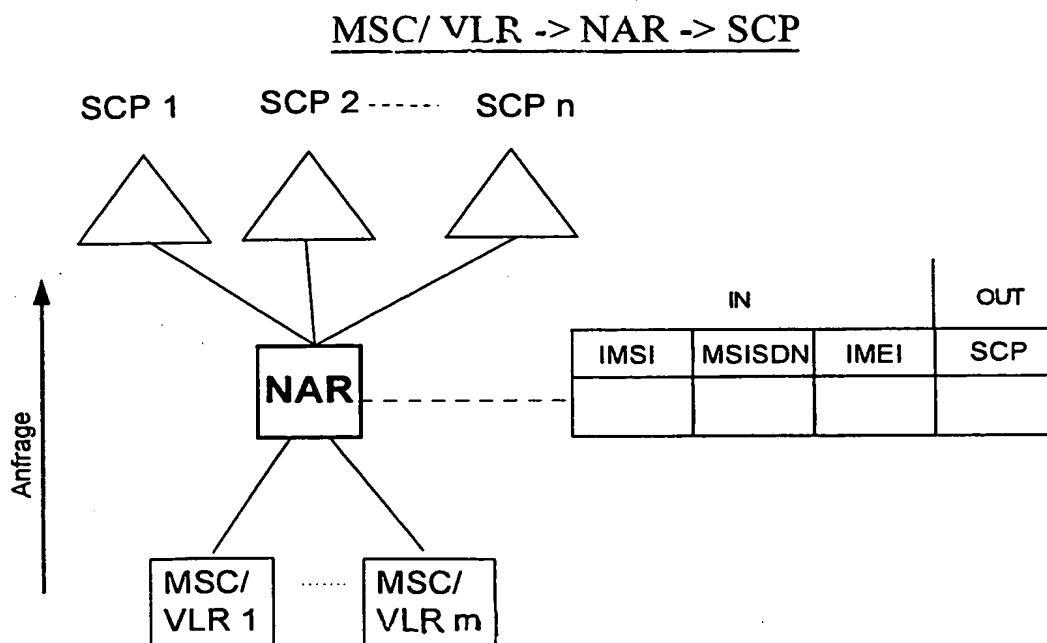 MSC/ VLR -> NAR -> SCP
SCP 1 SCP 2 SCP n
IN OUT
IMSI MSISDN IMEI SCP
NAR
Anfrage
MSC/ MSC/
VLR 1 VLR m